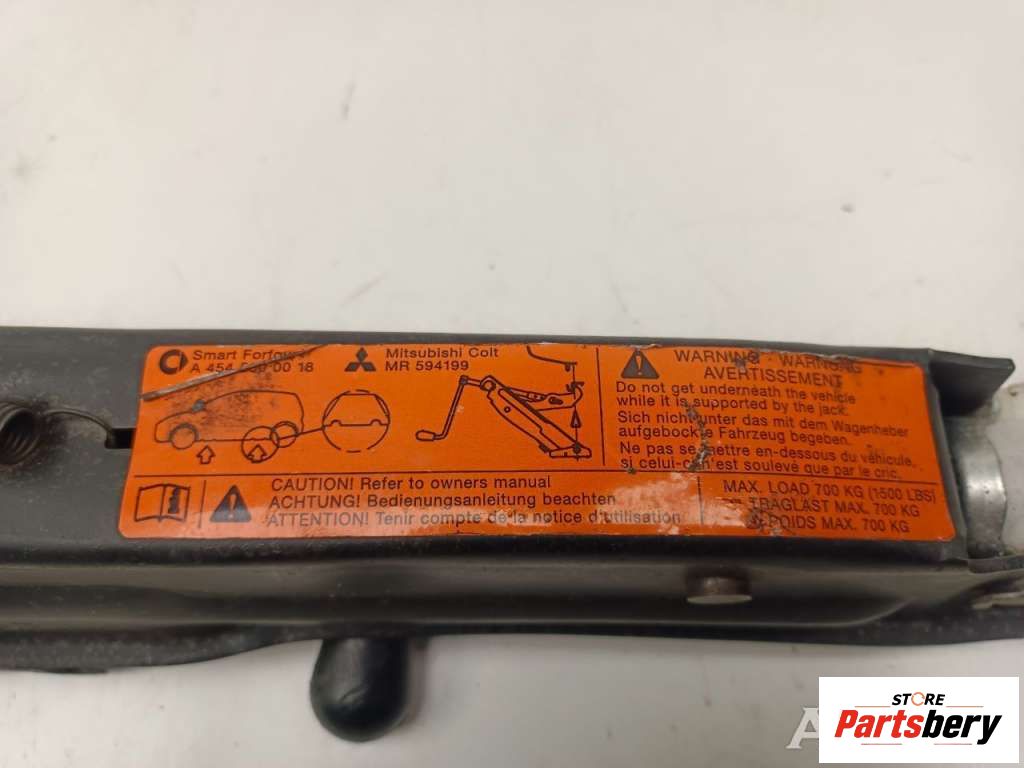 Smart Forfour
A 454 0018
Mitsubishi Colt
MR 594199
WARNING · WARNUNG
AVERTISSEMENT
Do not get underneath the vehicle
while it is supported by the jack.
Sich nicht unter das mit dem Wagenheber
aufgebockte Fahrzeug begeben.
Ne pas se mettre en-dessous du véhicule,
si celui-ci n'est soulevé que par le cric.
CAUTION! Refer to owners manual
ACHTUNG! Bedienungsanleitung beachten
ATTENTION! Tenir compte de la notice d'utilisation
MAX. LOAD 700 KG (1500 LBS)
TRAGLAST MAX. 700 KG
POIDS MAX. 700 KG
STORE
Partsbery